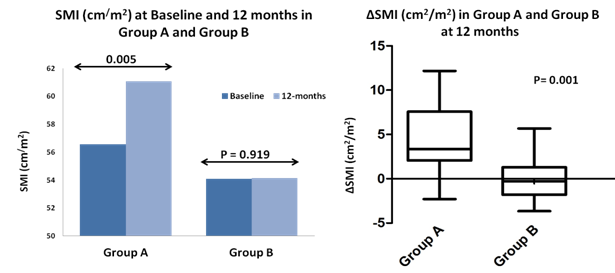 SMI (cm/m²) at Baseline and 12 months in
Group A and Group B
0.005
62
60
58
56
54
52
50
SMI (cm/m²)
Baseline
12-months
P = 0.919
Group A
Group B
ΔSMI (cm²/m²) in Group A and Group B
at 12 months
15
10
5
0
-5
ΔSMI (cm²/m²)
P= 0.001
Group A
Group B